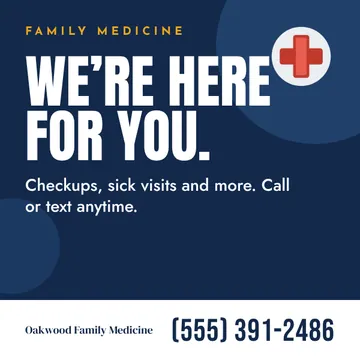 FAMILY MEDICINE
WE’RE HERE
FOR YOU.
Checkups, sick visits and more. Call
or text anytime.
Oakwood Family Medicine
(555) 391-2486